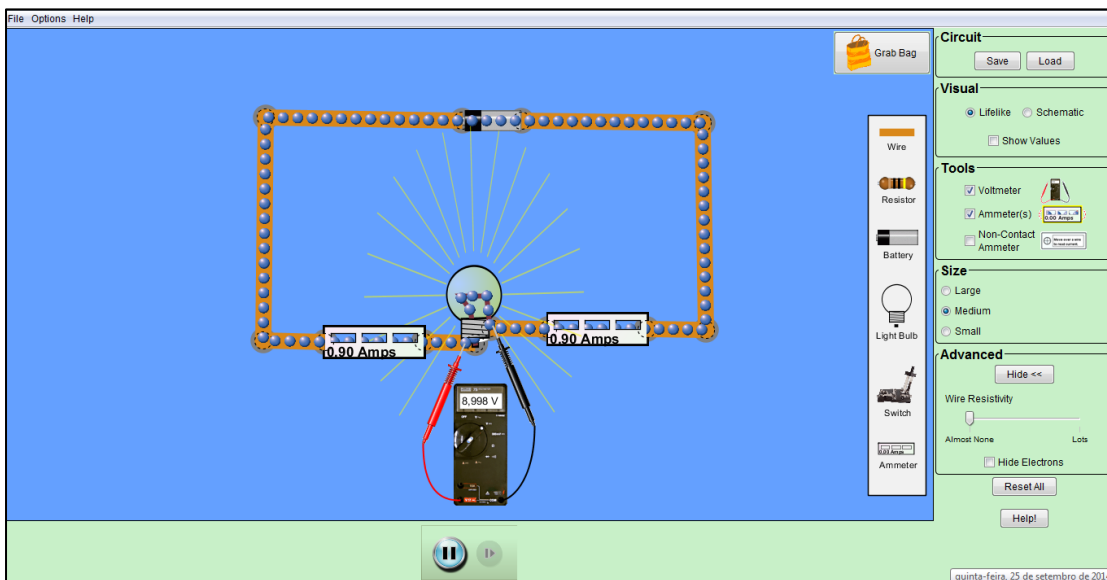 File Options Help
Grab Bag
Circuit
Save Load
Visual
Lifelike Schematic
Show Values
Wire
Resistor
Battery
Light Bulb
Switch
0.00 Amps
Ammeter
Tools
Voltmeter
Ammeter(s)
0.00 Amps
Non-Contact
Ammeter
Size
Large
Medium
Small
Advanced
Hide <<
Wire Resistivity
Almost None Lots
Hide Electrons
Reset All
Help!
0.90 Amps
0.90 Amps
8,998 V
quinta-feira, 25 de setembro de 201